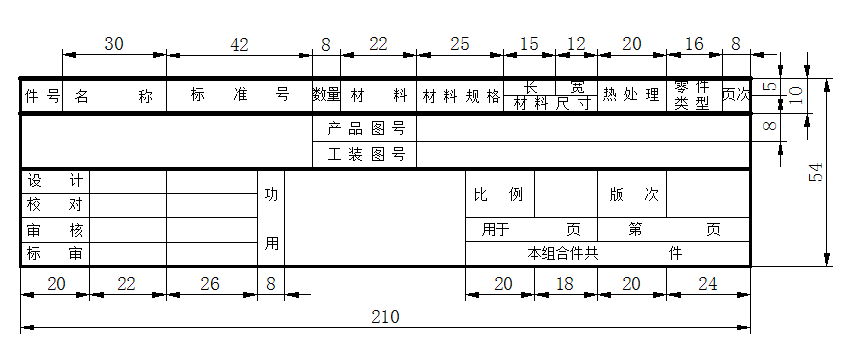 30 42 8 22 25 15 12 20 16 8
件号 名称 标准号 数量 材料 材料规格 长 宽 热处理 零件 页次 5 10
材料尺寸 类型
产品图号 8
工装图号
54
设计 功 比例 版次
校对
审核 用于 页 第 页
标审 用 本组合件共 件
20 22 26 8 20 18 20 24
210